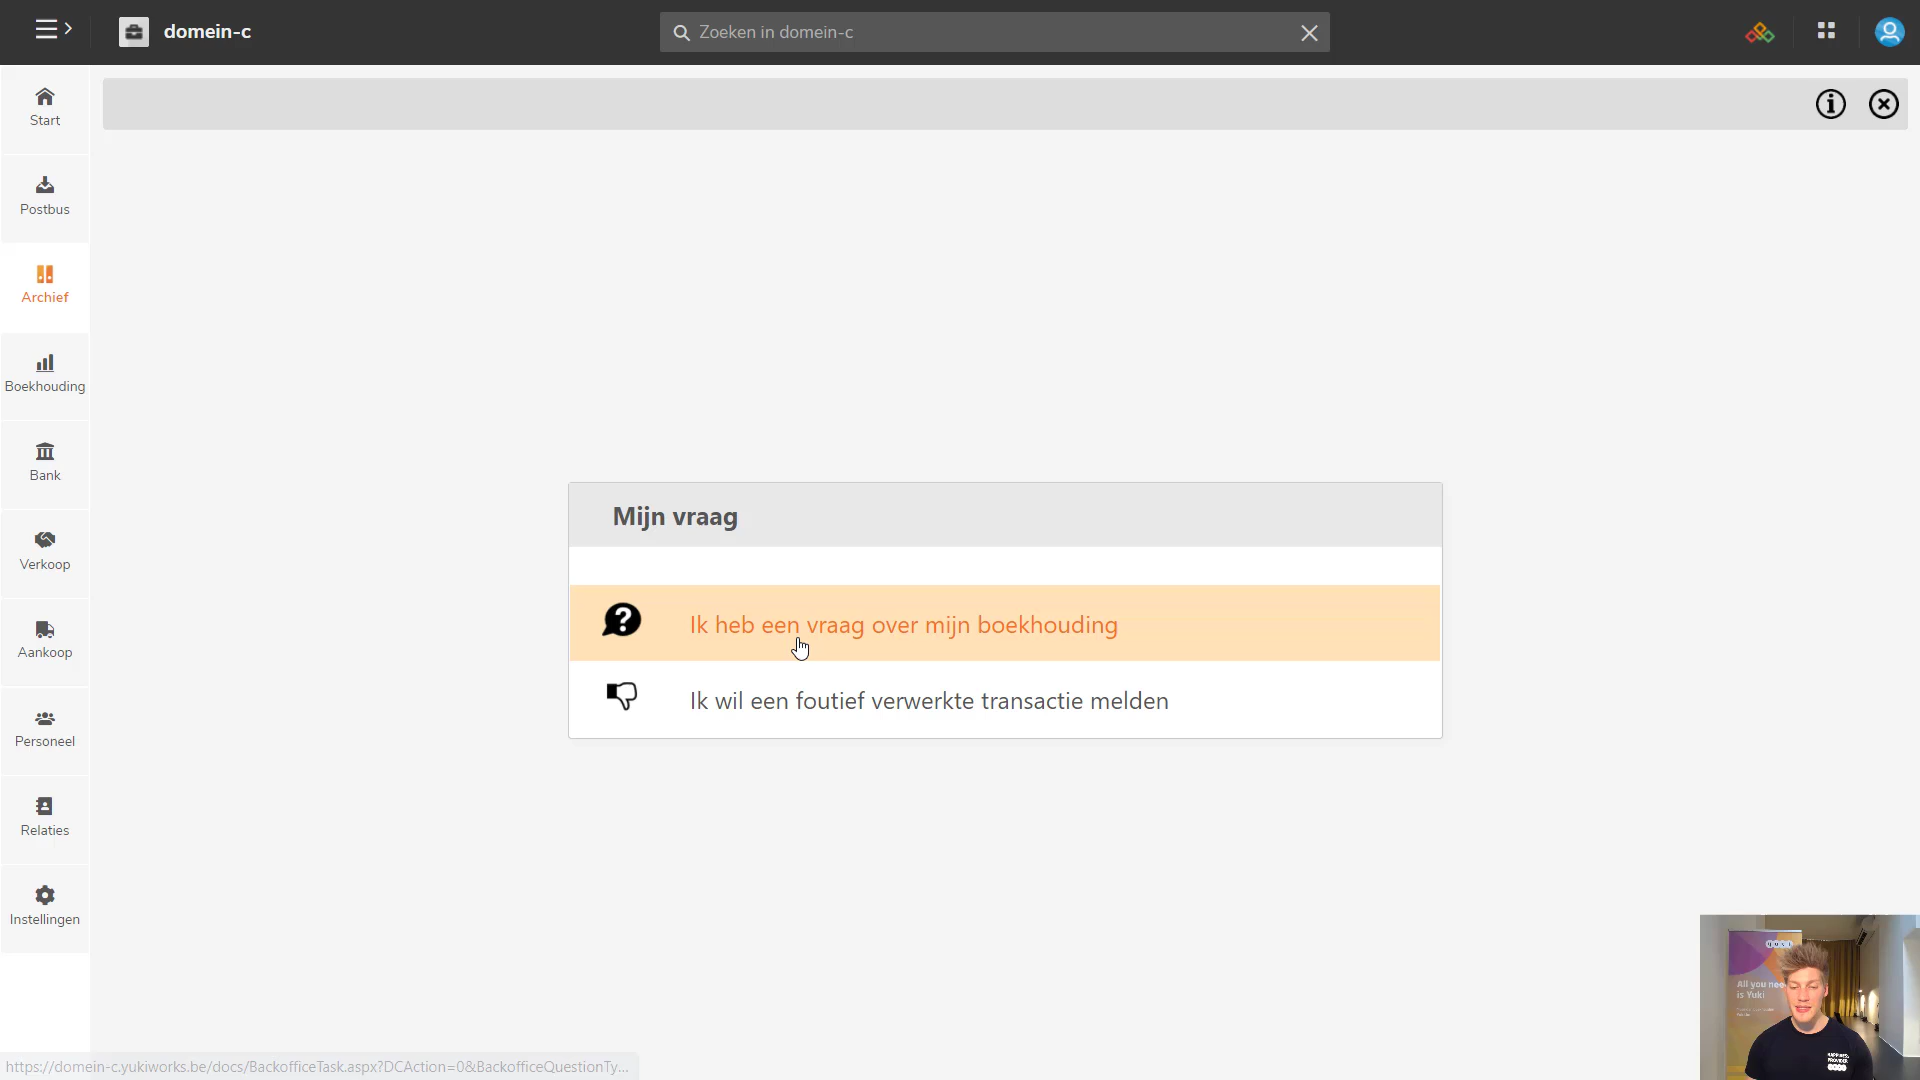 domein-c
Zoeken in domein-c
Start
Postbus
Archief
Boekhouding
Bank
Verkoop
Aankoop
Personeel
Relaties
Instellingen
Mijn vraag
Ik heb een vraag over mijn boekhouding
Ik wil een foutief verwerkte transactie melden
https://domein-c.yukiworks.be/docs/BackofficeTask.aspx?DCAction=0&BackofficeQuestionTy...
All you nee
is Yuki
HAPPINESS
PROVIDER